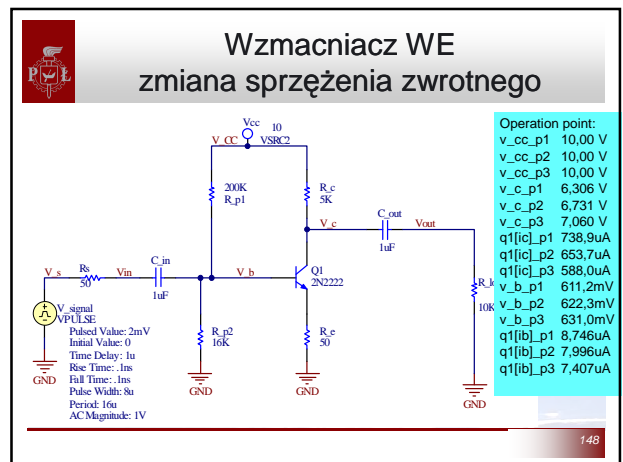 P Ł
Wzmacniacz WE
zmiana sprzężenia zwrotnego
Vcc 10
V_CC VSRC2
200K
R_p1
R_c
5K
V_c
C_out
Vout
1uF
V_s
Rs
50
Vin
C_in
1uF
V_b
Q1
2N2222
10K
V_signal
VPULSE
Pulsed Value: 2mV
Initial Value: 0
Time Delay: 1u
Rise Time: .1ns
Fall Time: .1ns
Pulse Width: 8u
Period: 16u
AC Magnitude: 1V
R_p2
16K
R_e
50
GND
GND
GND
GND
Operation point:
v_cc_p1 10,00 V
v_cc_p2 10,00 V
v_cc_p3 10,00 V
v_c_p1 6,306 V
v_c_p2 6,731 V
v_c_p3 7,060 V
q1[ic]_p1 738,9uA
q1[ic]_p2 653,7uA
q1[ic]_p3 588,0uA
v_b_p1 611,2mV
v_b_p2 622,3mV
v_b_p3 631,0mV
q1[ib]_p1 8,746uA
q1[ib]_p2 7,996uA
q1[ib]_p3 7,407uA
148